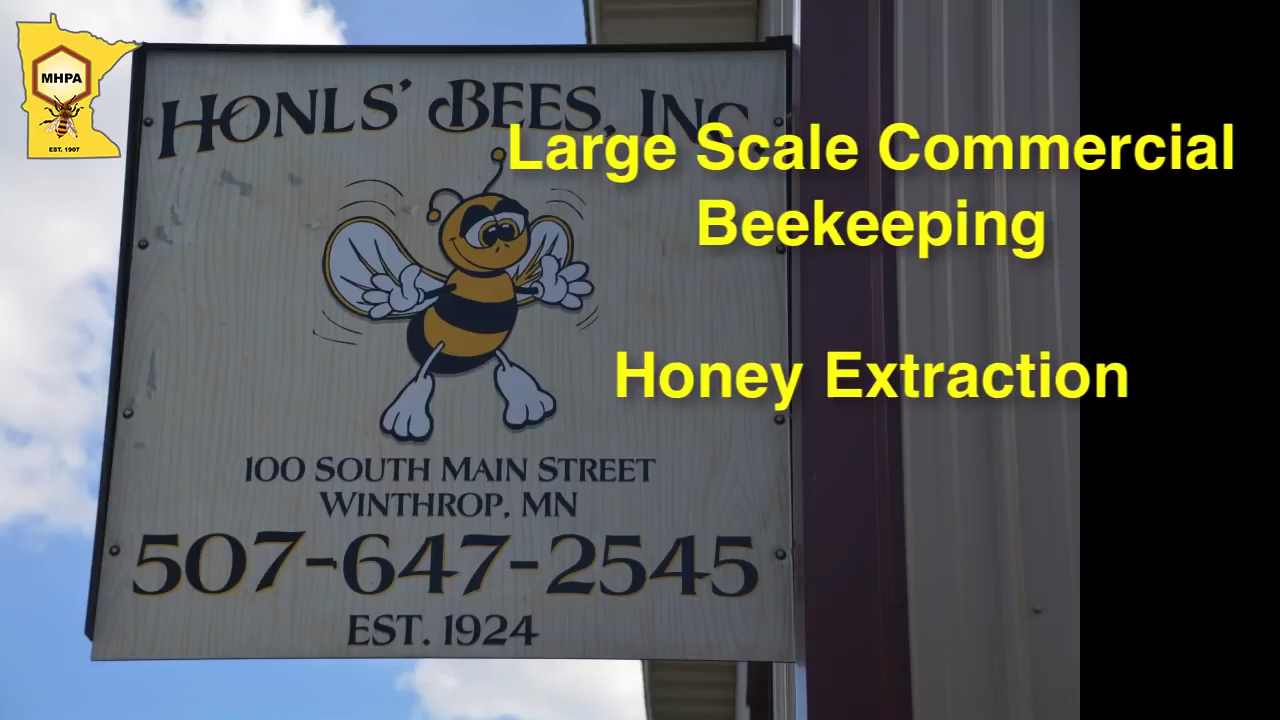 MHPA
EST. 1907
HONLS' BEES, INC.
Large Scale Commercial
Beekeeping
Honey Extraction
100 SOUTH MAIN STREET
WINTHROP, MN
507-647-2545
EST. 1924